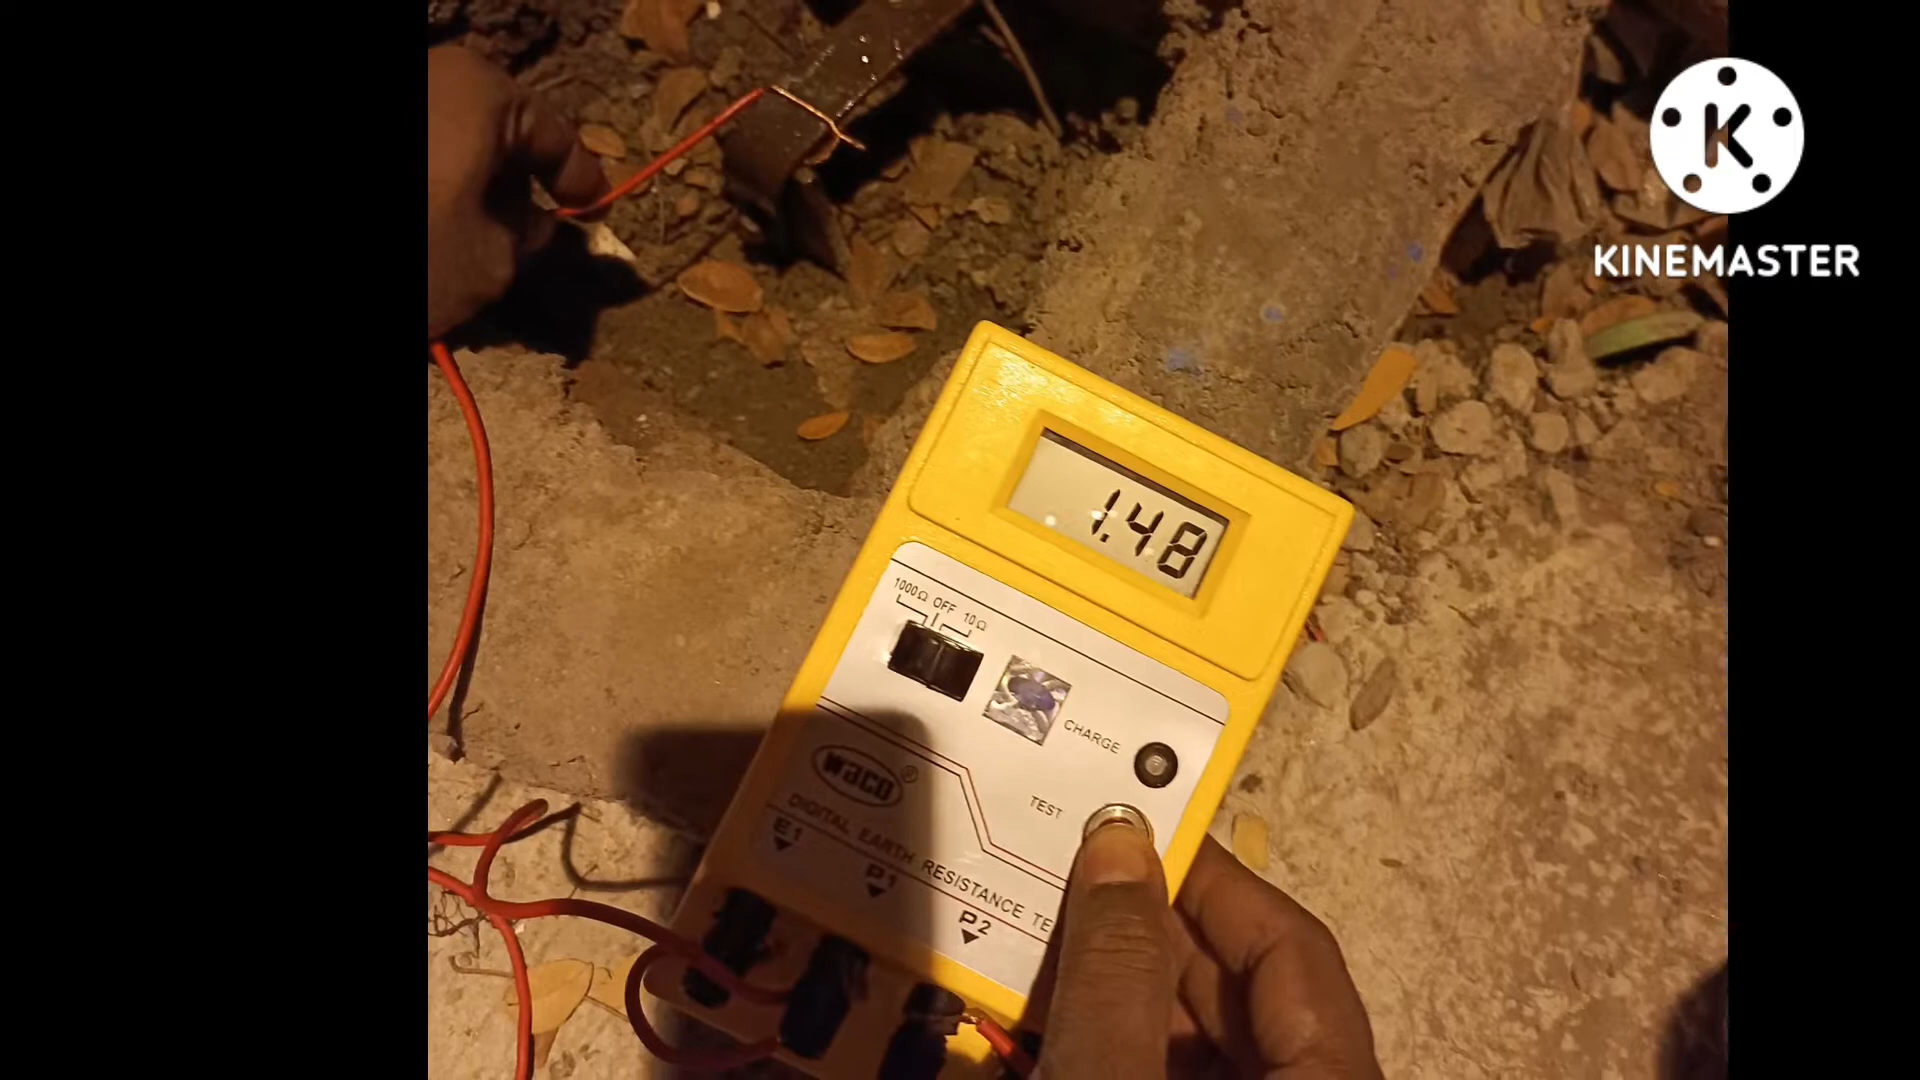 K
KINEMASTER
1.48
1000Ω OFF 10Ω
CHARGE
TEST
waco®
DIGITAL EARTH RESISTANCE TE
E1
P1
P2